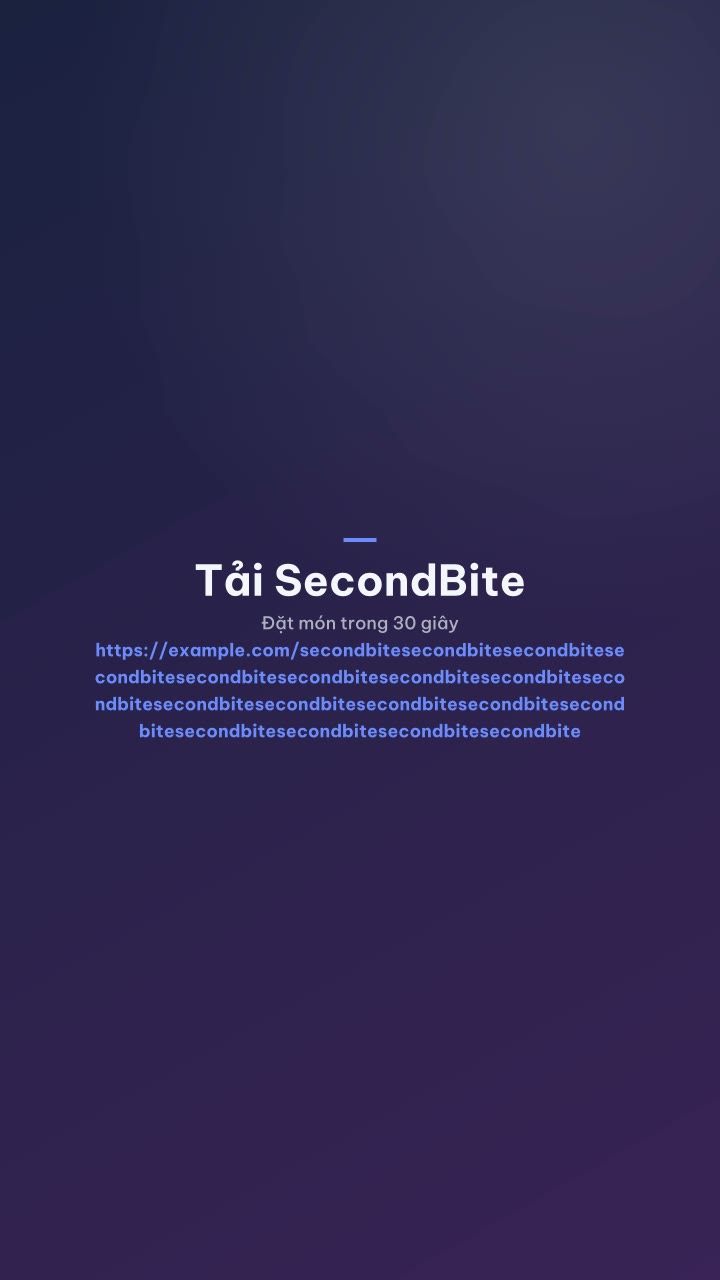 Tải SecondBite
Đặt món trong 30 giây
https://example.com/secondbitesecondbitesecondbitese
condbitesecondbitesecondbitesecondbitesecondbiteseco
ndbitesecondbitesecondbitesecondbitesecondbitesecond
bitesecondbitesecondbitesecondbitesecondbite